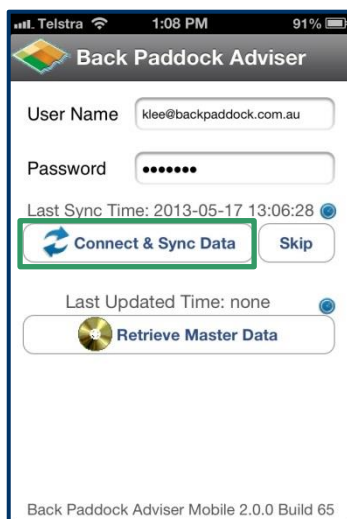 Telstra 1:08 PM 91%
Back Paddock Adviser
User Name klee@backpaddock.com.au
Password •••••••
Last Sync Time: 2013-05-17 13:06:28
Connect & Sync Data Skip
Last Updated Time: none
Retrieve Master Data
Back Paddock Adviser Mobile 2.0.0 Build 65